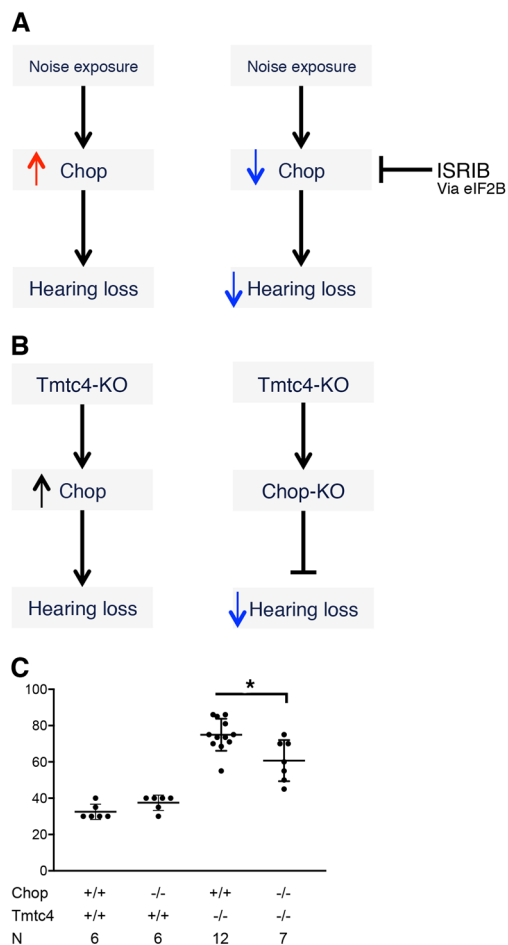 A
Noise exposure
Noise exposure
Chop
Chop
ISRIB
Via eIF2B
Hearing loss
Hearing loss
B
Tmtc4-KO
Tmtc4-KO
Chop
Chop-KO
Hearing loss
Hearing loss
C
*
100
80
60
40
20
0
Chop +/+ -/- +/+ -/-
Tmtc4 +/+ +/+ -/- -/-
N 6 6 12 7